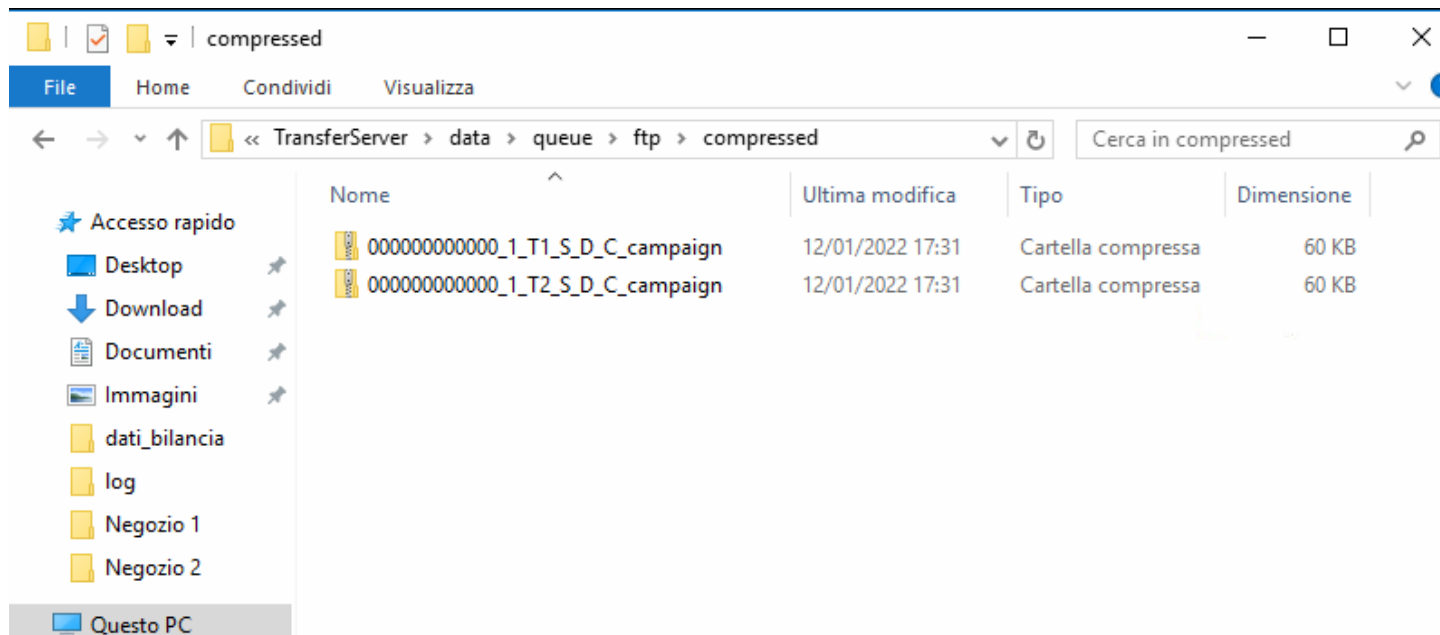 compressed
File Home Condividi Visualizza
« TransferServer > data > queue > ftp > compressed Cerca in compressed
Nome Ultima modifica Tipo Dimensione
Accesso rapido
000000000000_1_T1_S_D_C_campaign 12/01/2022 17:31 Cartella compressa 60 KB
Desktop
000000000000_1_T2_S_D_C_campaign 12/01/2022 17:31 Cartella compressa 60 KB
Download
Documenti
Immagini
dati_bilancia
log
Negozio 1
Negozio 2
Questo PC